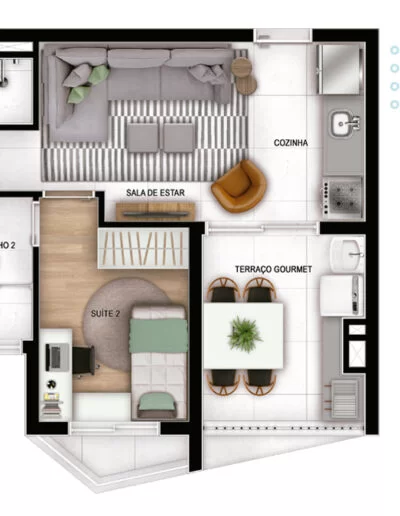 COZINHA
SALA DE ESTAR
HO 2
TERRAÇO GOURMET
SUÍTE 2